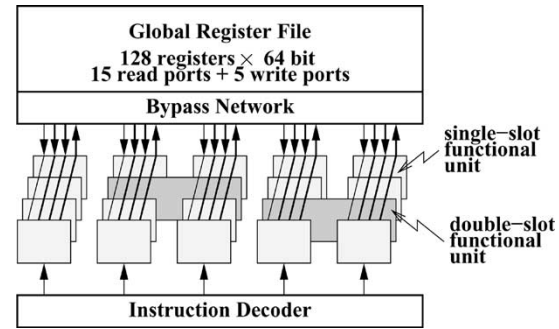 Global Register File
128 registers × 64 bit
15 read ports + 5 write ports
Bypass Network
single−slot
functional
unit
double−slot
functional
unit
Instruction Decoder